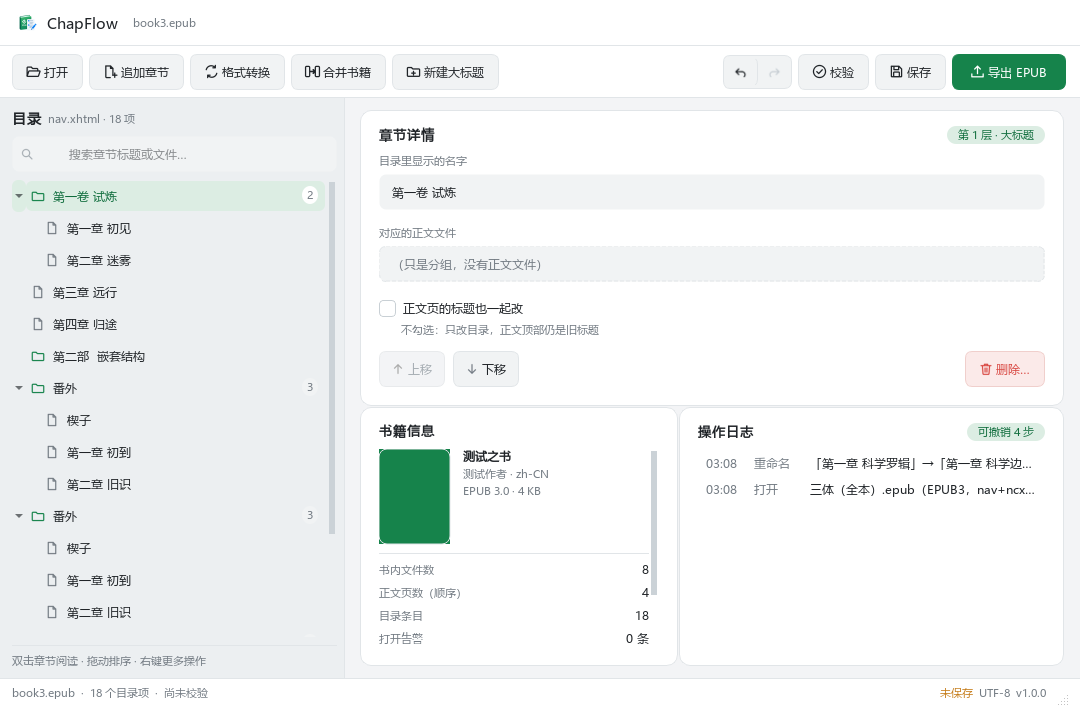 ChapFlow book3.epub
打开 追加章节 格式转换 合并书籍 新建大标题 校验 保存 导出 EPUB
目录 nav.xhtml · 18 项
搜索章节标题或文件...
第一卷 试炼 2
第一章 初见
第二章 迷雾
第三章 远行
第四章 归途
第二部 嵌套结构
番外 3
楔子
第一章 初到
第二章 旧识
番外 3
楔子
第一章 初到
第二章 旧识
双击章节阅读 · 拖动排序 · 右键更多操作
章节详情 第 1 层 · 大标题
目录里显示的名字
第一卷 试炼
对应的正文文件
（只是分组，没有正文文件）
正文页的标题也一起改
不勾选：只改目录，正文顶部仍是旧标题
上移 下移 删除...
书籍信息
测试之书
测试作者 · zh-CN
EPUB 3.0 · 4 KB
书内文件数 8
正文页数（顺序） 4
目录条目 18
打开告警 0 条
操作日志 可撤销 4 步
03:08 重命名 「第一章 科学罗辑」→「第一章 科学边...
03:08 打开 三体（全本）.epub（EPUB3，nav+ncx...
book3.epub · 18 个目录项 · 尚未校验 未保存 UTF-8 v1.0.0